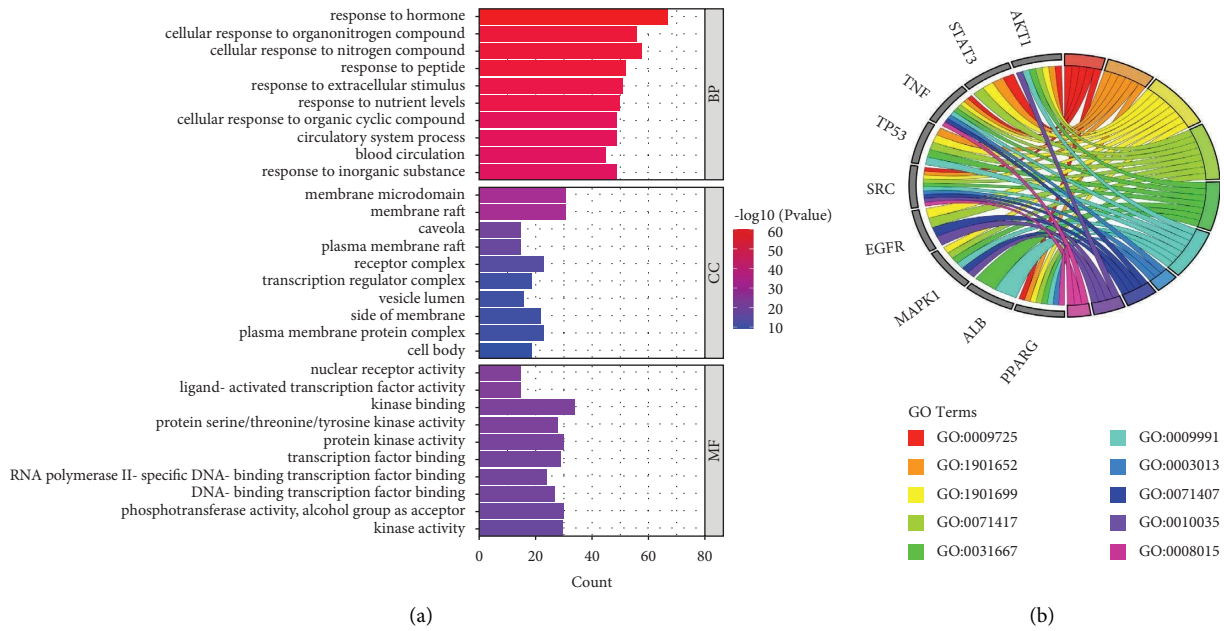 response to hormone
cellular response to organonitrogen compound
cellular response to nitrogen compound
response to peptide
response to extracellular stimulus
response to nutrient levels
cellular response to organic cyclic compound
circulatory system process
blood circulation
response to inorganic substance
BP
membrane microdomain
membrane raft
caveola
plasma membrane raft
receptor complex
transcription regulator complex
vesicle lumen
side of membrane
plasma membrane protein complex
cell body
CC
nuclear receptor activity
ligand- activated transcription factor activity
kinase binding
protein serine/threonine/tyrosine kinase activity
protein kinase activity
transcription factor binding
RNA polymerase II- specific DNA- binding transcription factor binding
DNA- binding transcription factor binding
phosphotransferase activity, alcohol group as acceptor
kinase activity
MF
0 20 40 60 80
Count
-log10 (Pvalue)
60
50
40
30
20
10
(a)
AKT1
STAT3
TNF
TP53
SRC
EGFR
MAPK1
ALB
PPARG
GO Terms
GO:0009725
GO:1901652
GO:1901699
GO:0071417
GO:0031667
GO:0009991
GO:0003013
GO:0071407
GO:0010035
GO:0008015
(b)